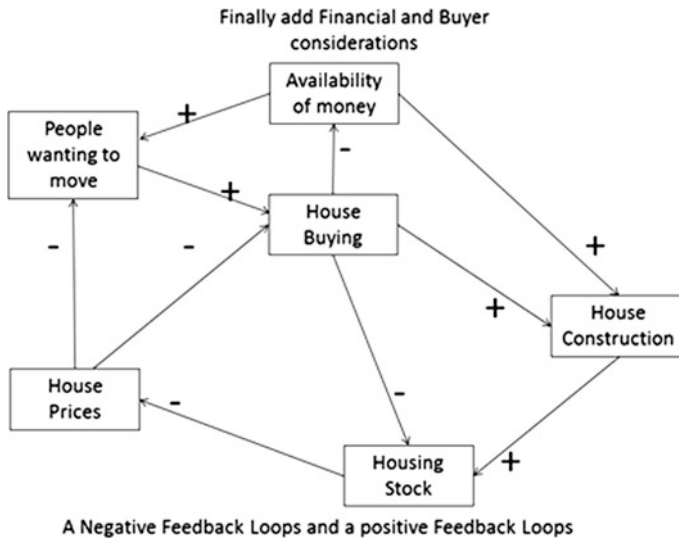 Finally add Financial and Buyer
considerations
Availability
of money
+
People
wanting to
move
+
-
House
Buying
-
-
+
+
House
Construction
House
Prices
-
-
+
Housing
Stock
A Negative Feedback Loops and a positive Feedback Loops